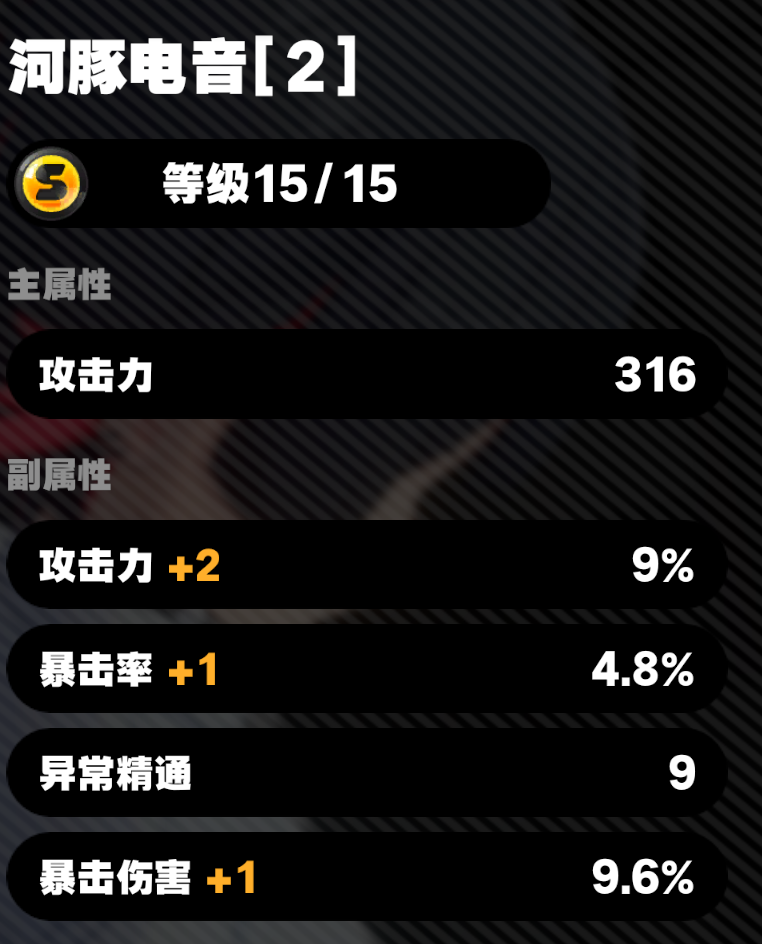 河豚电音[2]
S 等级15/15
主属性
攻击力 316
副属性
攻击力 +2 9%
暴击率 +1 4.8%
异常精通 9
暴击伤害 +1 9.6%